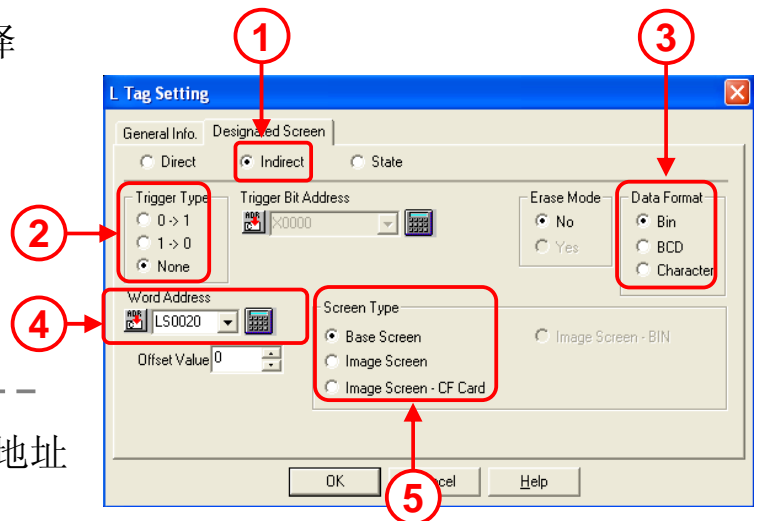 择
1
3
L Tag Setting
General Info. Designated Screen
Direct Indirect State
Trigger Type Trigger Bit Address Erase Mode Data Format
2
0 -> 1 X0000 No Bin
1 -> 0 Yes BCD
None Character
Word Address Screen Type
4
LS0020 Base Screen Image Screen - BIN
Offset Value 0 Image Screen
Image Screen - CF Card
地址
OK Help
5